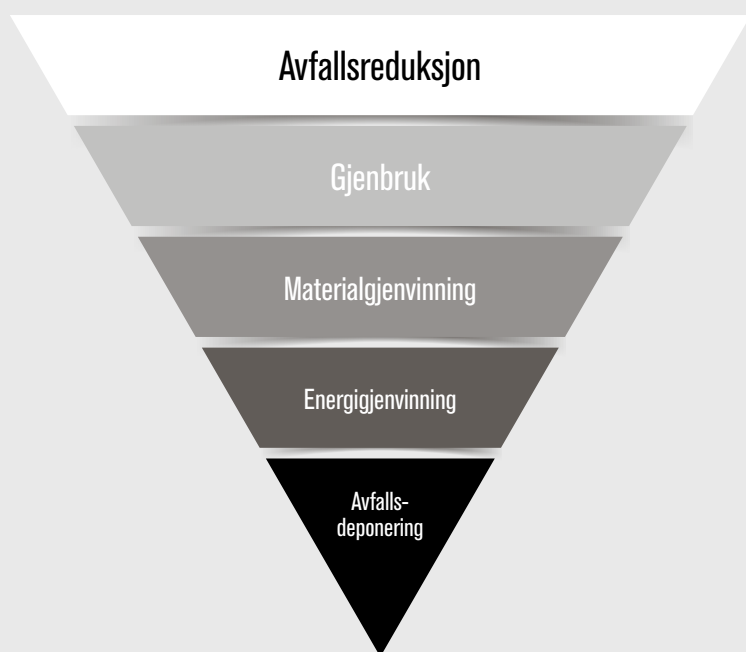 Avfallsreduksjon
Gjenbruk
Materialgjenvinning
Energigjenvinning
Avfalls-
deponering